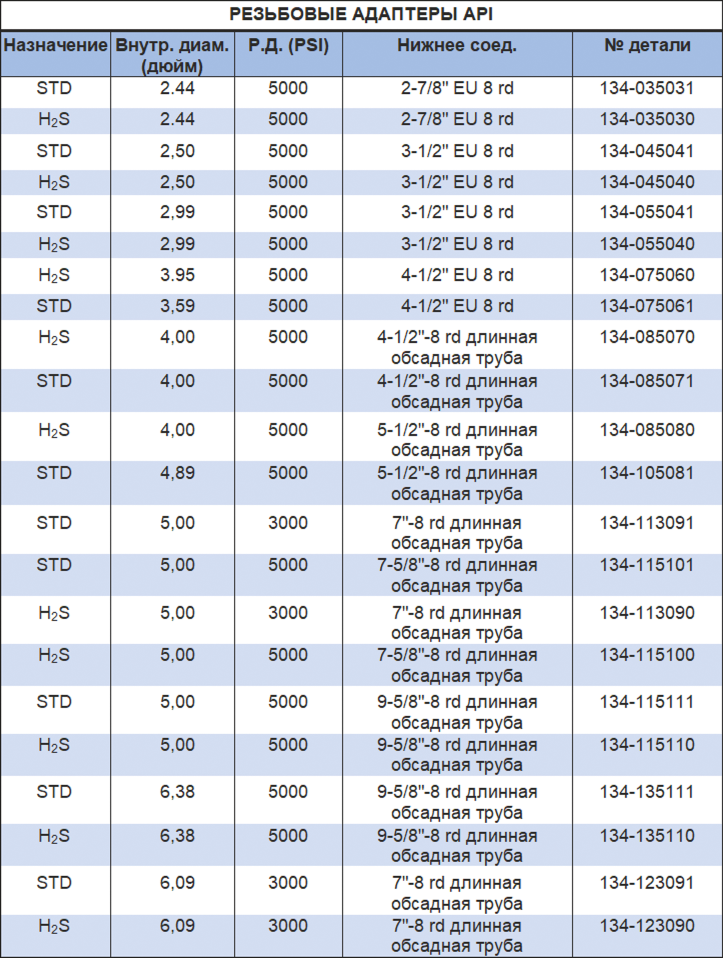 РЕЗЬБОВЫЕ АДАПТЕРЫ API
Назначение Внутр. диам. (дюйм) Р.Д. (PSI) Нижнее соед. № детали
STD 2.44 5000 2-7/8" EU 8 rd 134-035031
H₂S 2.44 5000 2-7/8" EU 8 rd 134-035030
STD 2,50 5000 3-1/2" EU 8 rd 134-045041
H₂S 2,50 5000 3-1/2" EU 8 rd 134-045040
STD 2,99 5000 3-1/2" EU 8 rd 134-055041
H₂S 2,99 5000 3-1/2" EU 8 rd 134-055040
H₂S 3.95 5000 4-1/2" EU 8 rd 134-075060
STD 3,59 5000 4-1/2" EU 8 rd 134-075061
H₂S 4,00 5000 4-1/2"-8 rd длинная обсадная труба 134-085070
STD 4,00 5000 4-1/2"-8 rd длинная обсадная труба 134-085071
H₂S 4,00 5000 5-1/2"-8 rd длинная обсадная труба 134-085080
STD 4,89 5000 5-1/2"-8 rd длинная обсадная труба 134-105081
STD 5,00 3000 7"-8 rd длинная обсадная труба 134-113091
STD 5,00 5000 7-5/8"-8 rd длинная обсадная труба 134-115101
H₂S 5,00 3000 7"-8 rd длинная обсадная труба 134-113090
H₂S 5,00 5000 7-5/8"-8 rd длинная обсадная труба 134-115100
STD 5,00 5000 9-5/8"-8 rd длинная обсадная труба 134-115111
H₂S 5,00 5000 9-5/8"-8 rd длинная обсадная труба 134-115110
STD 6,38 5000 9-5/8"-8 rd длинная обсадная труба 134-135111
H₂S 6,38 5000 9-5/8"-8 rd длинная обсадная труба 134-135110
STD 6,09 3000 7"-8 rd длинная обсадная труба 134-123091
H₂S 6,09 3000 7"-8 rd длинная обсадная труба 134-123090